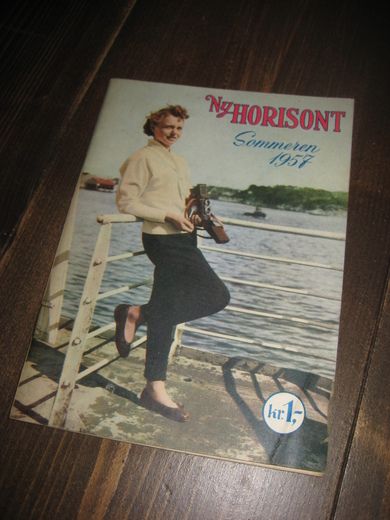 Ny HORISONT
Sommeren
1957
kr. 1,-